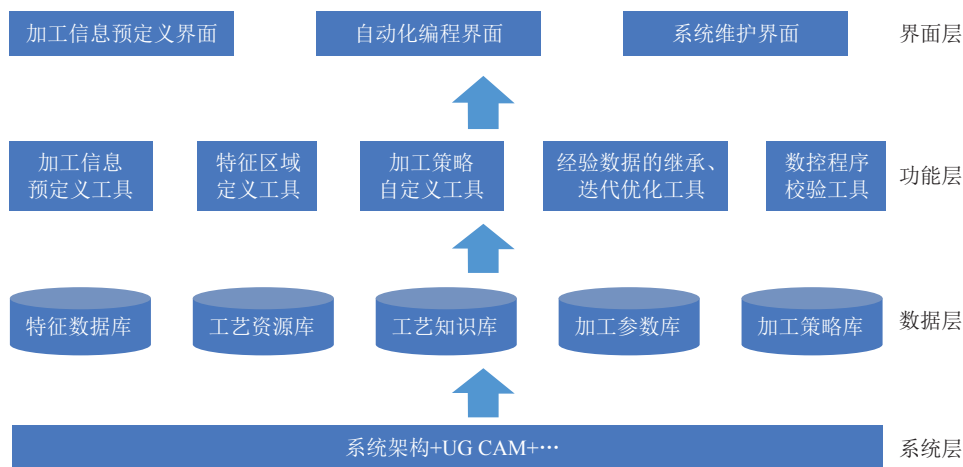 加工信息预定义界面
自动化编程界面
系统维护界面
界面层
加工信息
预定义工具
特征区域
定义工具
加工策略
自定义工具
经验数据的继承、
迭代优化工具
数控程序
校验工具
功能层
特征数据库
工艺资源库
工艺知识库
加工参数库
加工策略库
数据层
系统架构+UG CAM+…
系统层